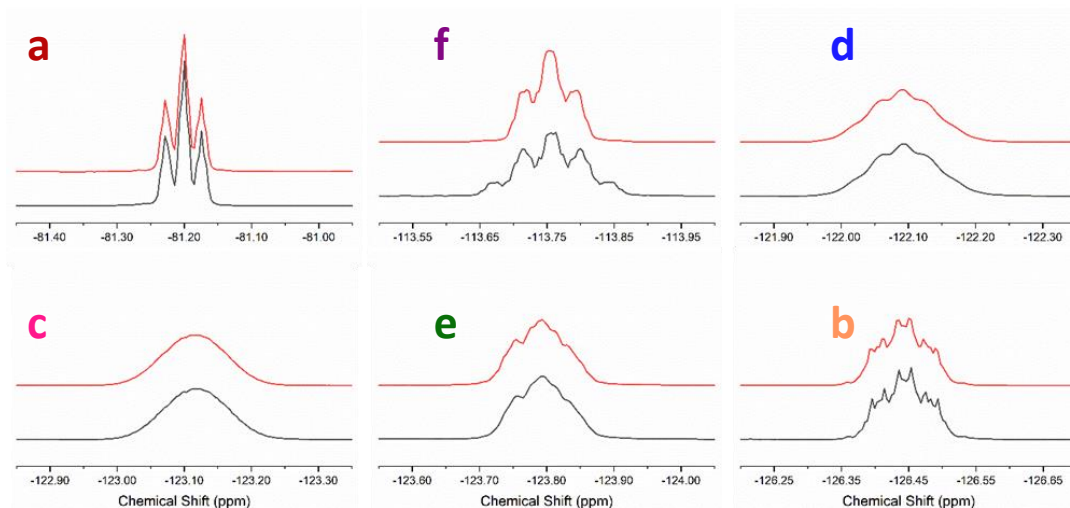 a
f
d
-81.40 -81.30 -81.20 -81.10 -81.00
-113.55 -113.65 -113.75 -113.85 -113.95
-121.90 -122.00 -122.10 -122.20 -122.30
c
e
b
-122.90 -123.00 -123.10 -123.20 -123.30
-123.60 -123.70 -123.80 -123.90 -124.00
-126.25 -126.35 -126.45 -126.55 -126.65
Chemical Shift (ppm)
Chemical Shift (ppm)
Chemical Shift (ppm)